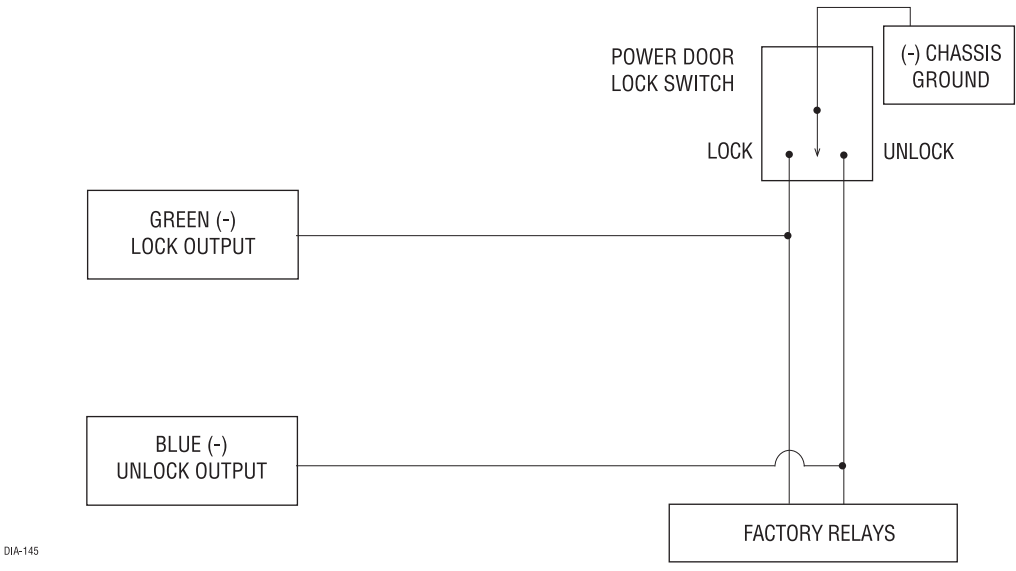 POWER DOOR
LOCK SWITCH
(-) CHASSIS
GROUND
LOCK
UNLOCK
GREEN (-)
LOCK OUTPUT
BLUE (-)
UNLOCK OUTPUT
FACTORY RELAYS
DIA-145